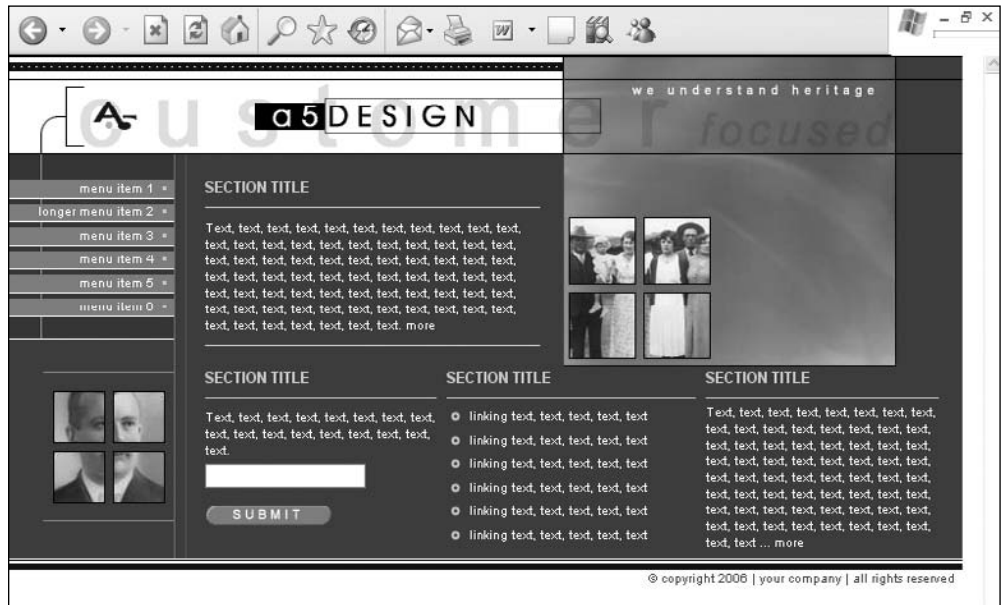 we understand heritage
customer focused
a5DESIGN
menu item 1
longer menu item 2
menu item 3
menu item 4
menu item 5
menu item 0
SECTION TITLE
Text, text, text, text, text, text, text, text, text, text, text,
text, text, text, text, text, text, text, text, text, text, text,
text, text, text, text, text, text, text, text, text, text, text,
text, text, text, text, text, text, text, text, text, text, text,
text, text, text, text, text, text, text, text, text, text, text,
text, text, text, text, text, text, text, text, text, text, text,
text, text, text, text, text, text, text. more
SECTION TITLE
Text, text, text, text, text, text, text, text,
text, text, text, text, text, text, text, text,
text.
SUBMIT
SECTION TITLE
linking text, text, text, text, text
linking text, text, text, text, text
linking text, text, text, text, text
linking text, text, text, text, text
linking text, text, text, text, text
linking text, text, text, text, text
SECTION TITLE
Text, text, text, text, text, text, text, text,
text, text, text, text, text, text, text, text,
text, text, text, text, text, text, text, text,
text, text, text, text, text, text, text, text,
text, text, text, text, text, text, text, text,
text, text, text, text, text, text, text, text,
text, text, text, text, text, text, text, text,
text, text, text, text, text, text, text, text,
text, text ... more
© copyright 2006 | your company | all rights reserved